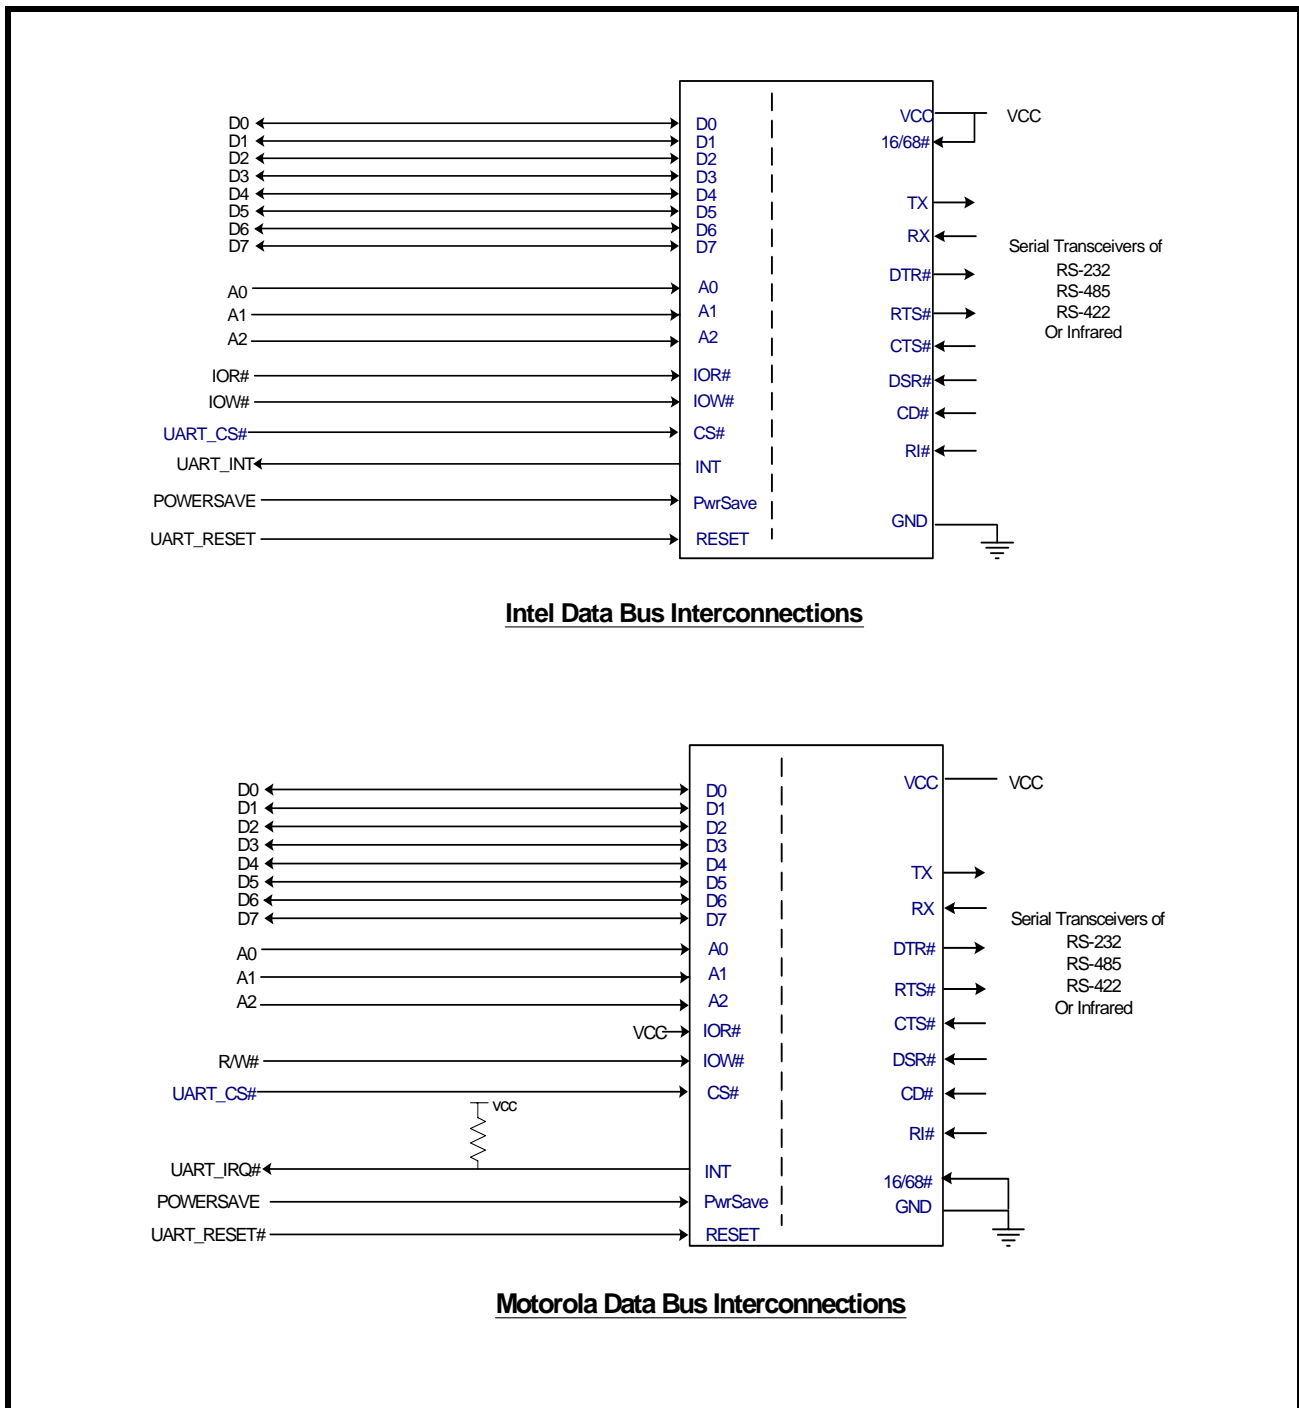 D0 D0 VCC VCC
D1 D1 16/68#
D2 D2
D3 D3
D4 D4
D5 D5 TX
D6 D6
D7 D7 RX
Serial Transceivers of
RS-232
RS-485
RS-422
Or Infrared
A0 A0 DTR#
A1 A1 RTS#
A2 A2 CTS#
IOR# IOR# DSR#
IOW# IOW# CD#
UART_CS# CS#
UART_INT INT RI#
POWERSAVE PwrSave GND
UART_RESET RESET
Intel Data Bus Interconnections
D0 D0 VCC VCC
D1 D1
D2 D2
D3 D3
D4 D4
D5 D5 TX
D6 D6
D7 D7 RX
Serial Transceivers of
RS-232
RS-485
RS-422
Or Infrared
A0 A0 DTR#
A1 A1 RTS#
A2 A2
VCC IOR# CTS#
R/W# IOW# DSR#
UART_CS# CS# CD#
VCC
RI#
UART_IRQ# INT 16/68#
POWERSAVE PwrSave GND
UART_RESET# RESET
Motorola Data Bus Interconnections